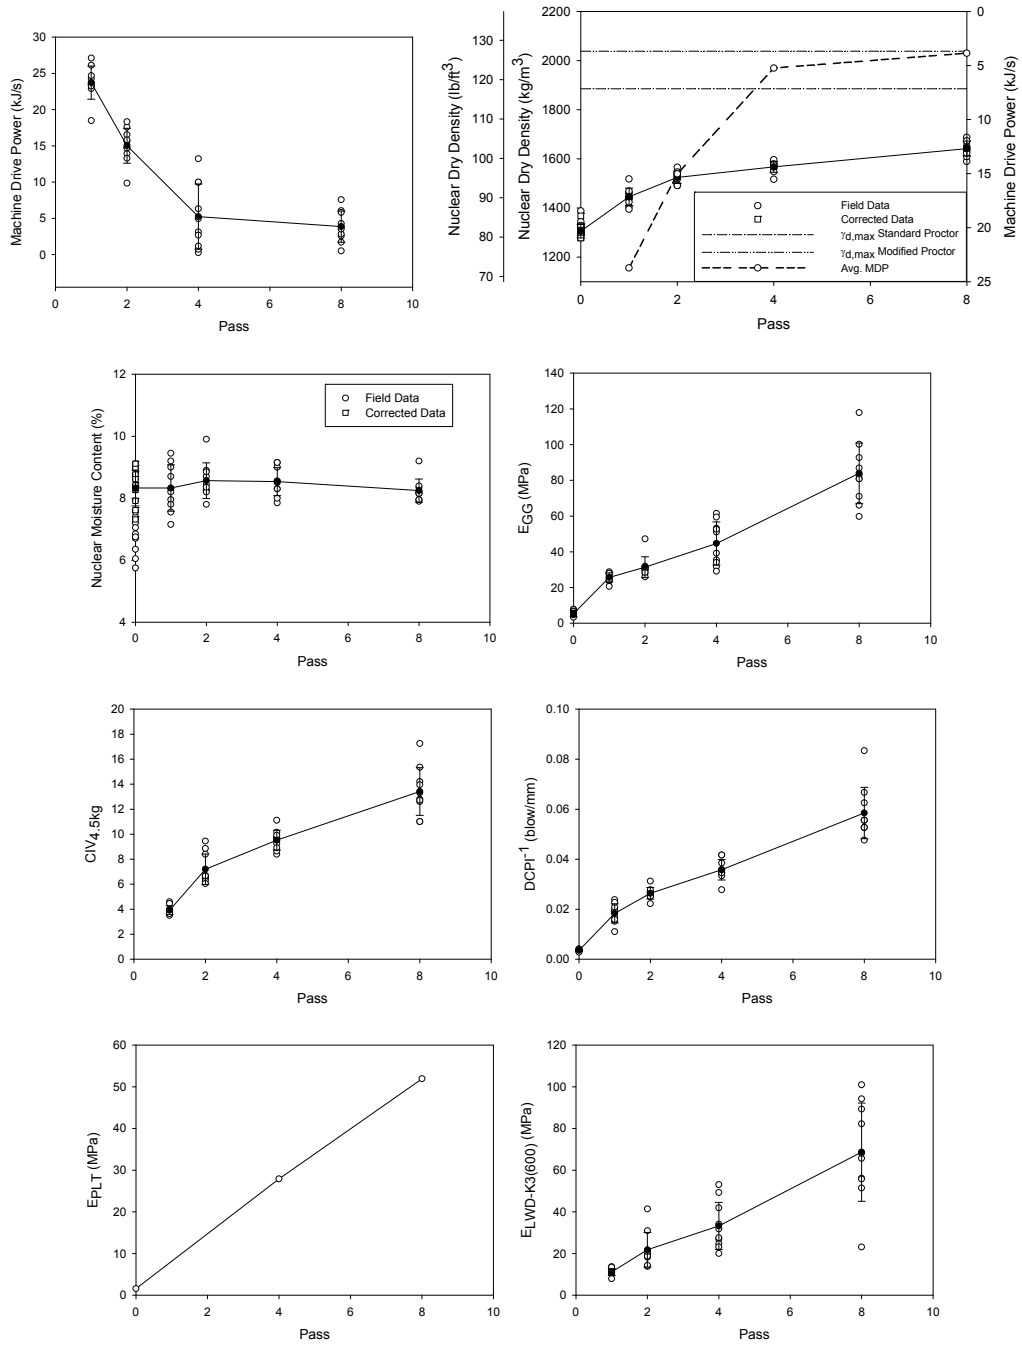 Machine Drive Power (kJ/s)
30
25
20
15
10
5
0
0 2 4 6 8 10
Pass
Nuclear Dry Density (lb/ft³)
130
120
110
100
90
80
70
Nuclear Dry Density (kg/m³)
2200
2000
1800
1600
1400
1200
0
5
10
15
20
25
Machine Drive Power (kJ/s)
Field Data
Corrected Data
γd,max Standard Proctor
γd,max Modified Proctor
Avg. MDP
0 2 4 6 8
Pass
Nuclear Moisture Content (%)
12
10
8
6
4
Field Data
Corrected Data
0 2 4 6 8 10
Pass
EGG (MPa)
140
120
100
80
60
40
20
0
0 2 4 6 8 10
Pass
CIV4.5kg
20
18
16
14
12
10
8
6
4
2
0
0 2 4 6 8 10
Pass
DCPI⁻¹ (blow/mm)
0.10
0.08
0.06
0.04
0.02
0.00
0 2 4 6 8 10
Pass
EPLT (MPa)
60
50
40
30
20
10
0
0 2 4 6 8 10
Pass
ELWD-K3(600) (MPa)
120
100
80
60
40
20
0
0 2 4 6 8 10
Pass